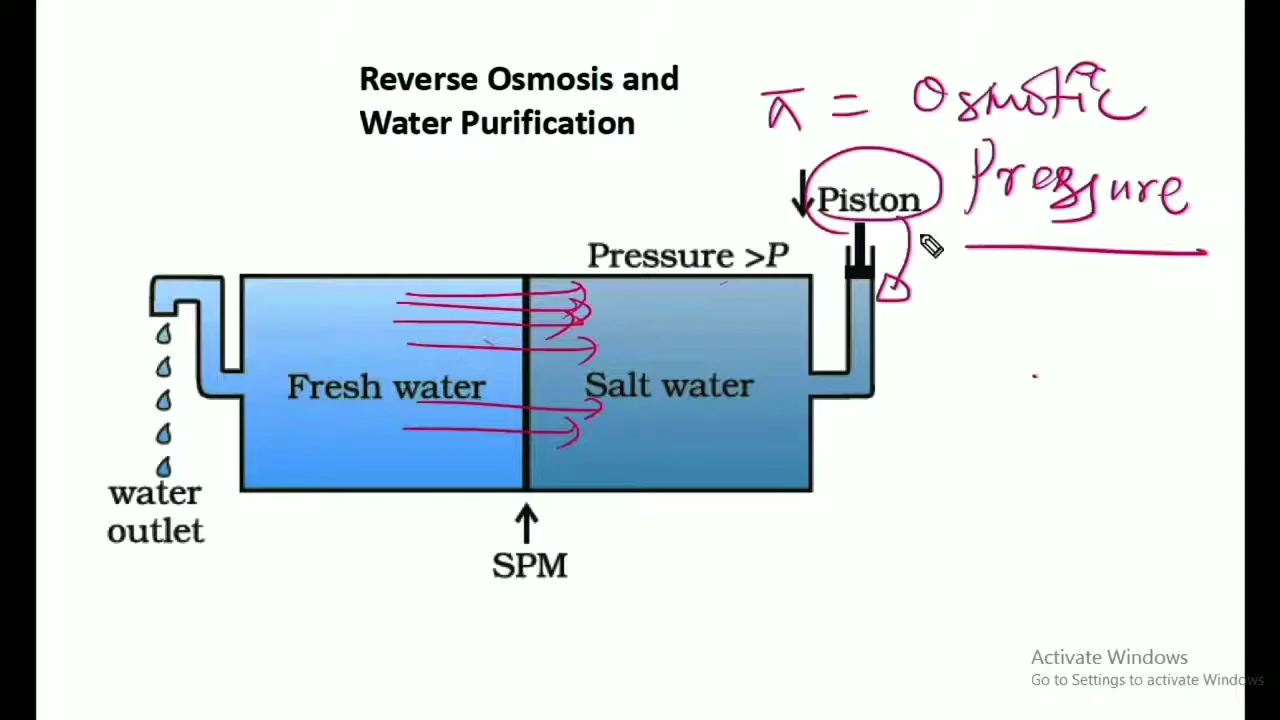 Reverse Osmosis and
Water Purification
π = Osmotic
Pressure
Piston
Pressure >P
Fresh water
Salt water
water
outlet
SPM
Activate Windows
Go to Settings to activate Windows